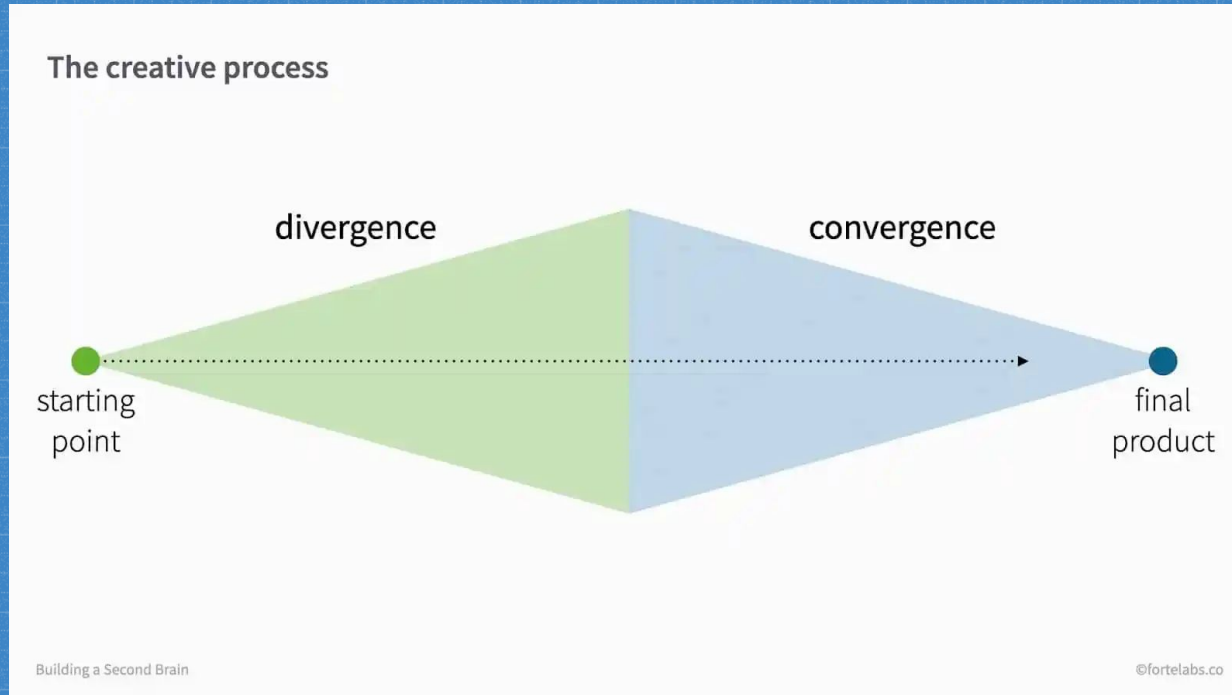 The creative process
divergence
convergence
starting
point
final
product
Building a Second Brain
©fortelabs.co